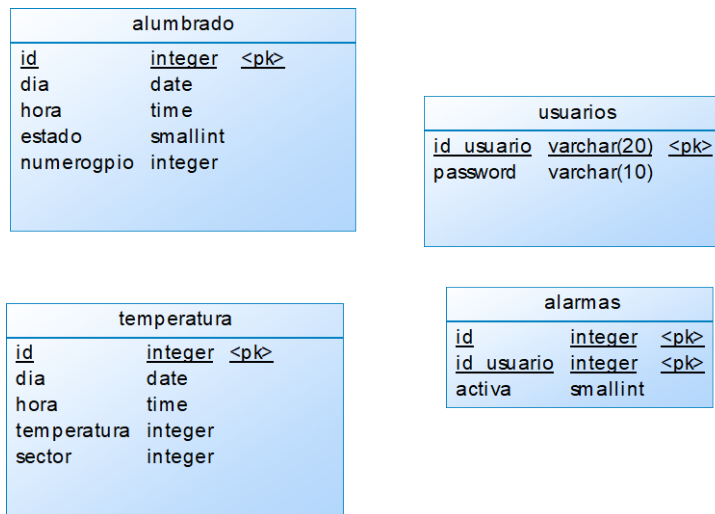 alumbrado
id integer <pk>
dia date
hora time
estado smallint
numerogpio integer
usuarios
id_usuario varchar(20) <pk>
password varchar(10)
temperatura
id integer <pk>
dia date
hora time
temperatura integer
sector integer
alarmas
id integer <pk>
id_usuario integer <pk>
activa smallint